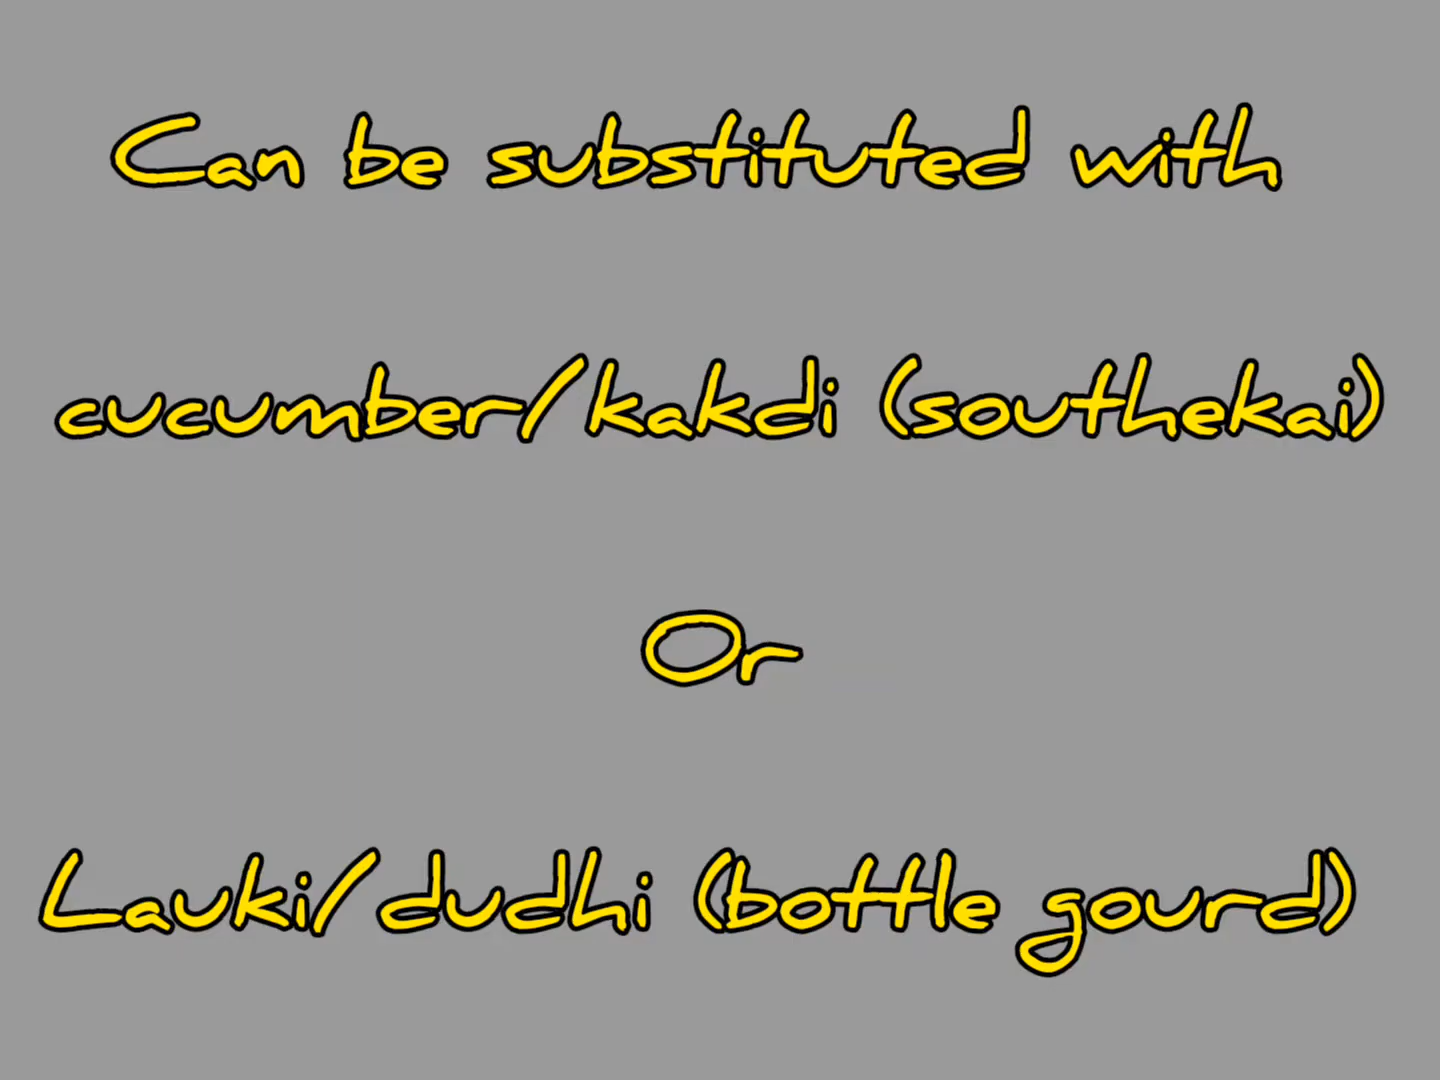 Can be substituted with
cucumber/kakdi (southekai)
Or
Lauki/dudhi (bottle gourd)